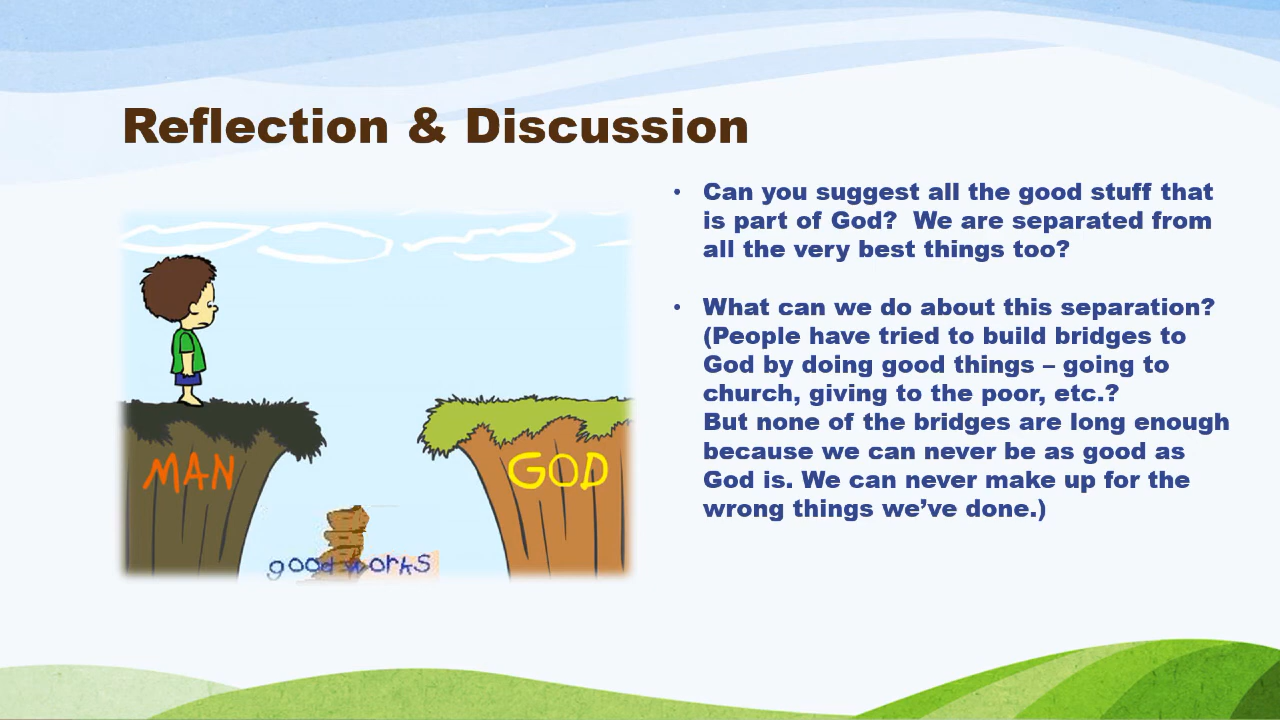 Reflection & Discussion
• Can you suggest all the good stuff that
is part of God?  We are separated from
all the very best things too?
• What can we do about this separation?
(People have tried to build bridges to
God by doing good things – going to
church, giving to the poor, etc.?
But none of the bridges are long enough
because we can never be as good as
God is. We can never make up for the
wrong things we’ve done.)
MAN
GOD
good works